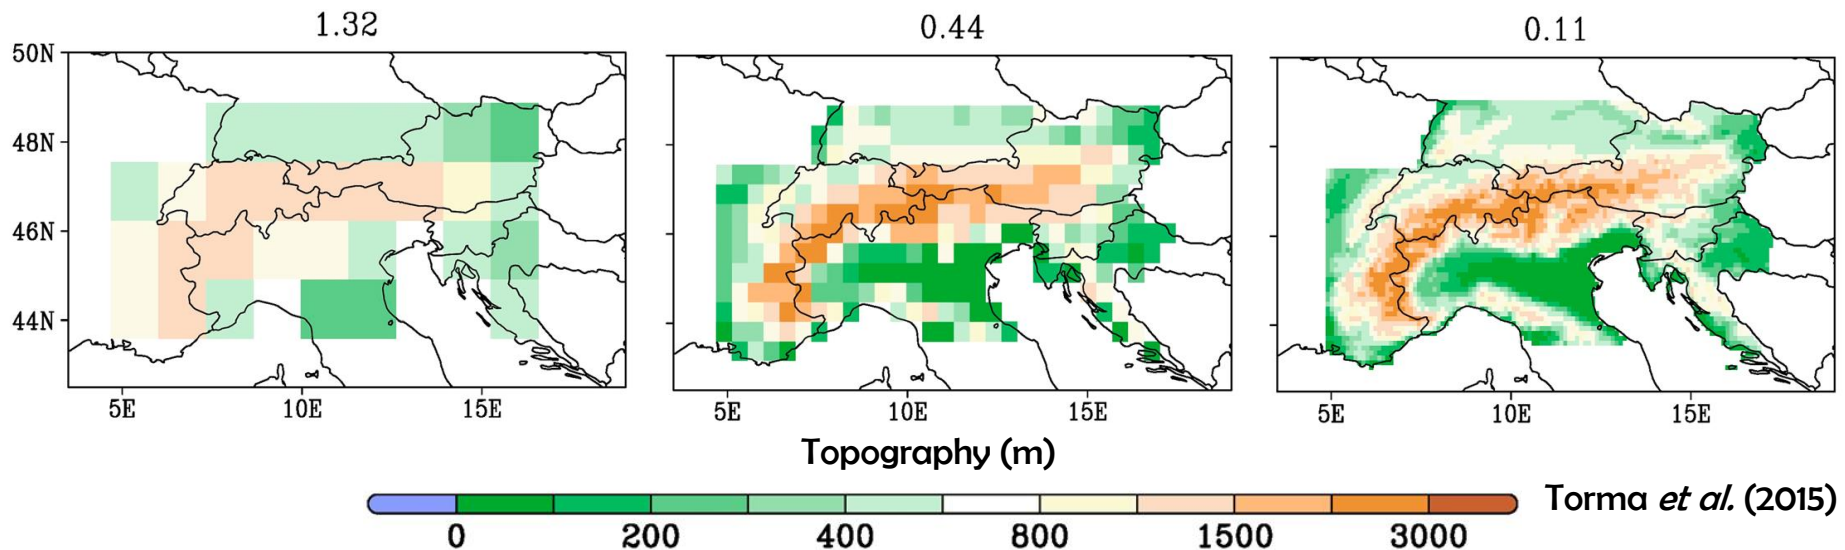 1.32
0.44
0.11
50N
48N
46N
44N
5E 10E 15E
5E 10E 15E
5E 10E 15E
Topography (m)
0 200 400 800 1500 3000
Torma et al. (2015)